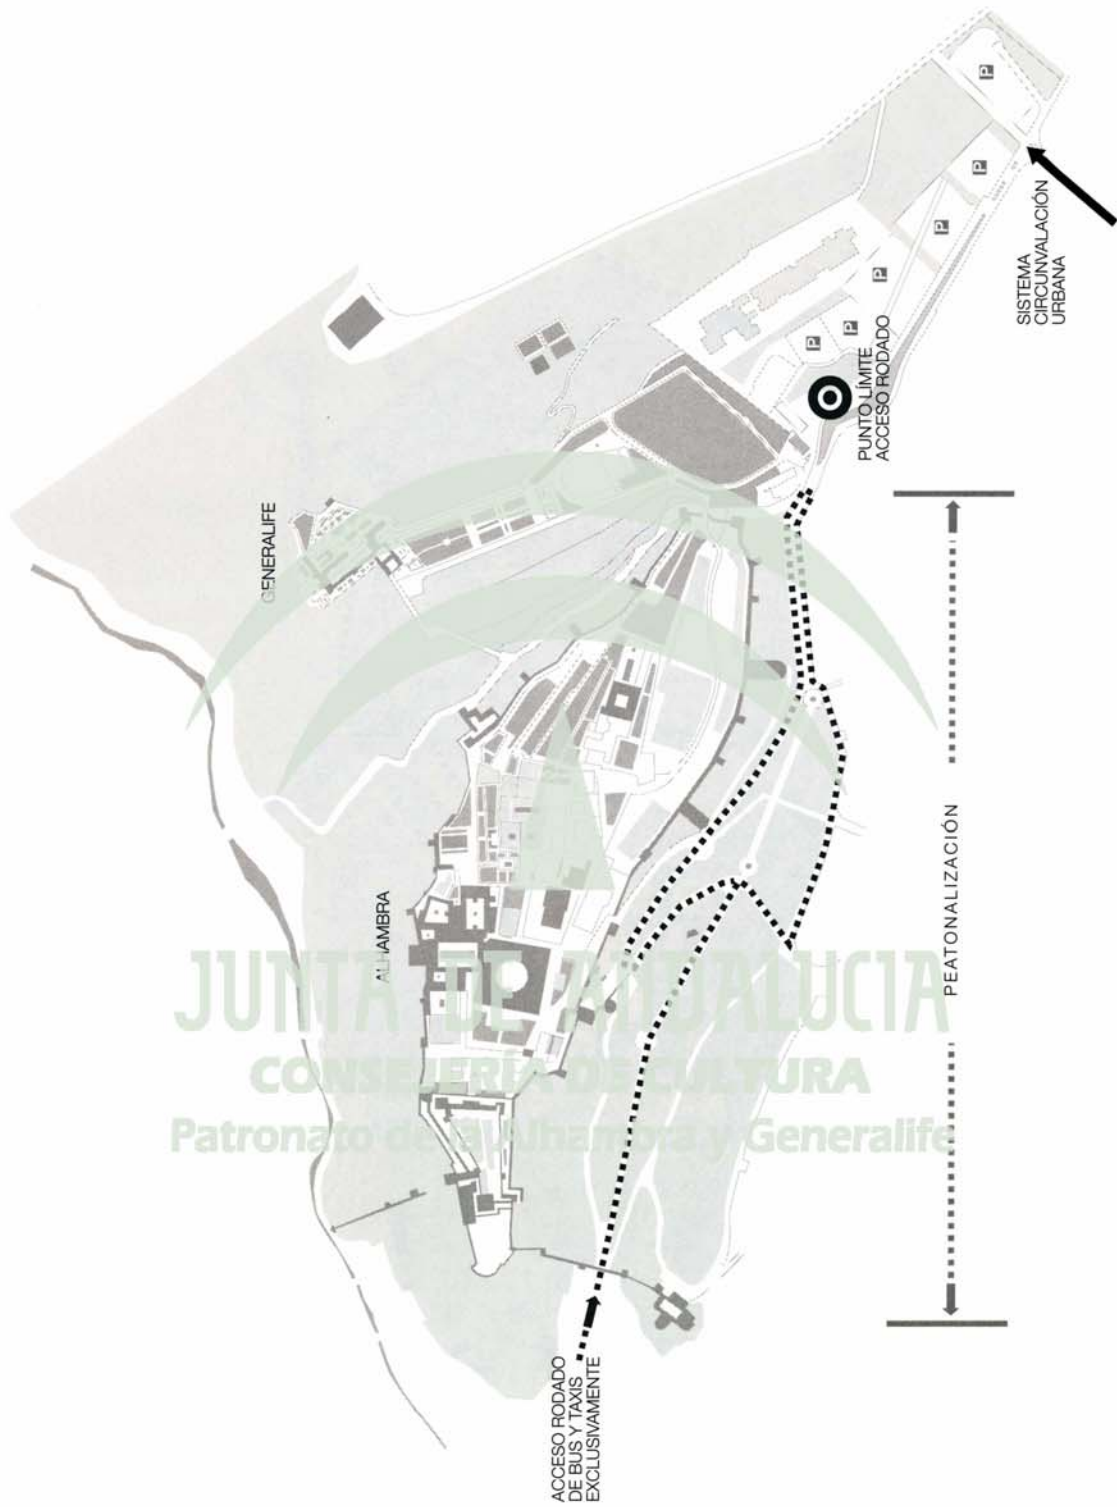 GENERALIFE
ALHAMBRA
ACCESO RODADO
DE BUS Y TAXIS
EXCLUSIVAMENTE
PEATONALIZACIÓN
PUNTO LÍMITE
ACCESO RODADO
SISTEMA
CIRCUNVALACIÓN
URBANA
P
P
P
P
P
P
JUNTA DE ANDALUCIA
CONSEJERÍA DE CULTURA
Patronato de la Alhambra y Generalife